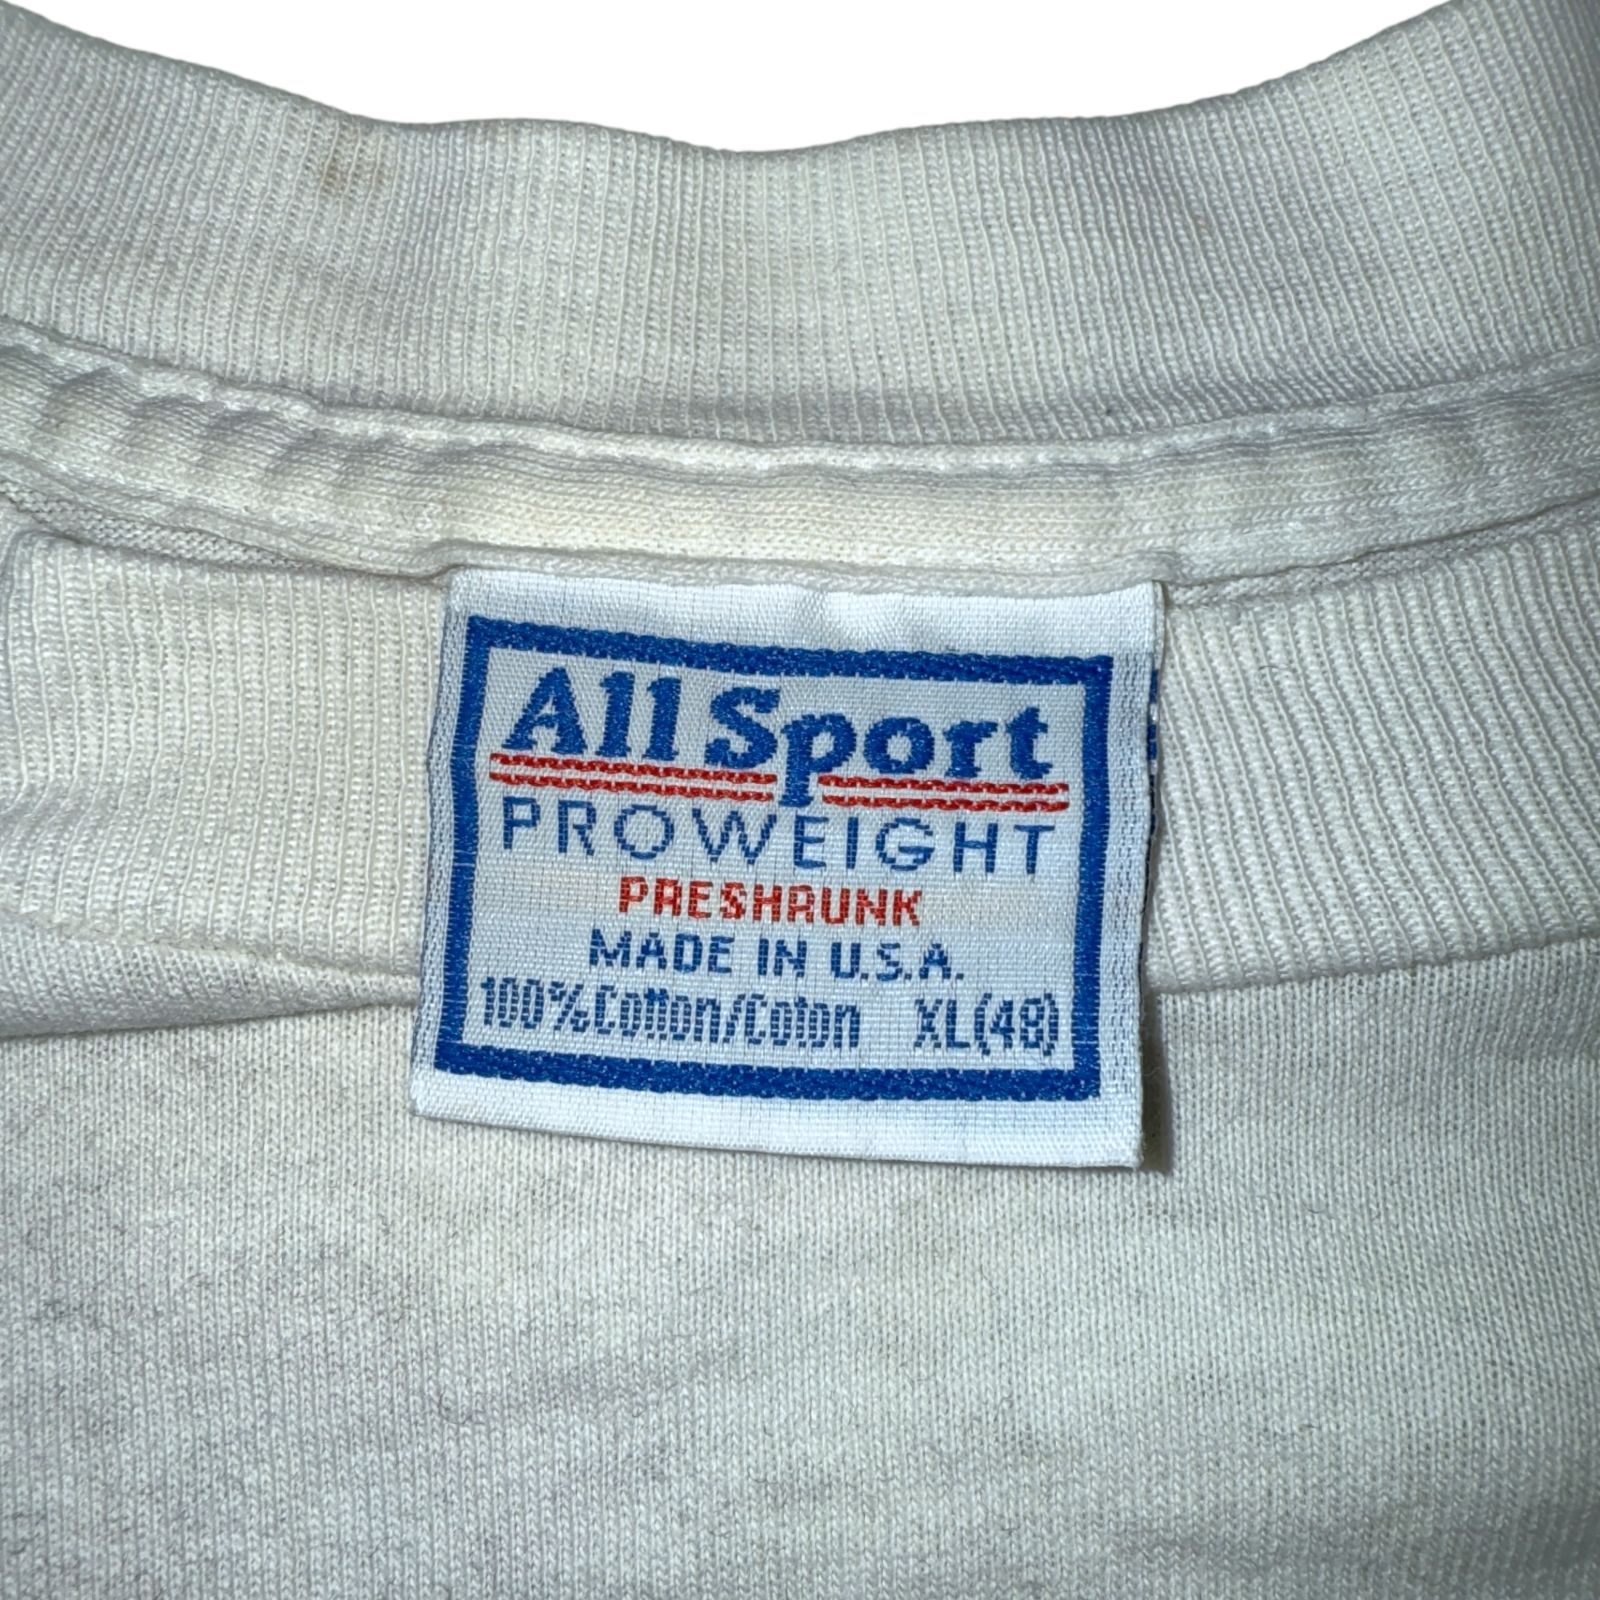 All Sport
PROWEIGHT
PRESHRUNK
MADE IN U.S.A.
100% Cotton/Coton XL(48)